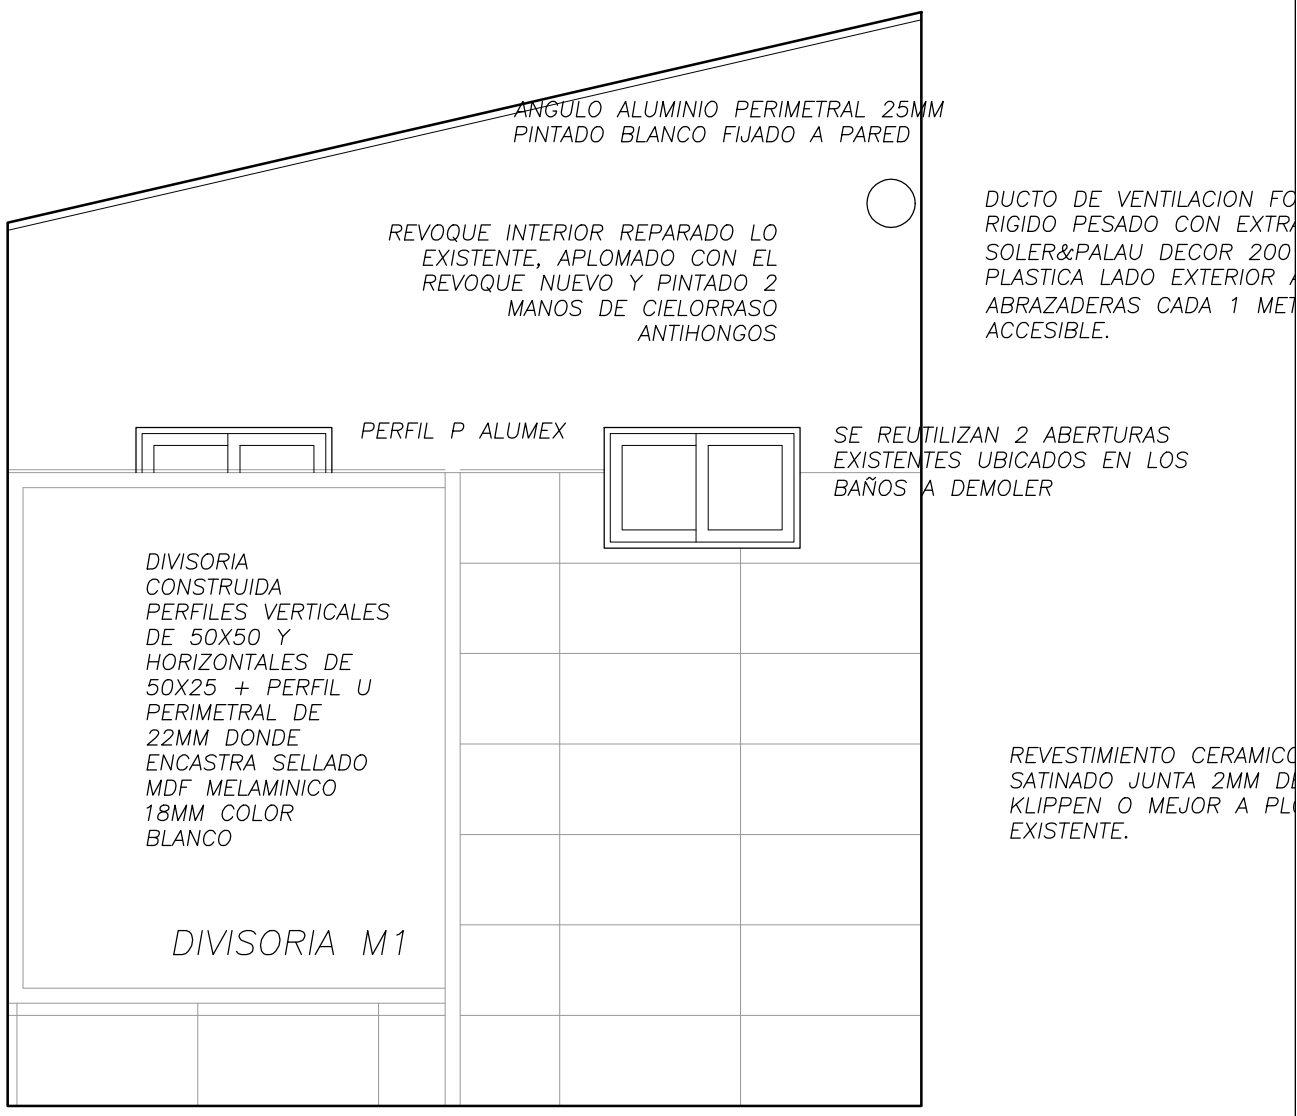 ANGULO ALUMINIO PERIMETRAL 25MM
PINTADO BLANCO FIJADO A PARED
REVOQUE INTERIOR REPARADO LO
EXISTENTE, APLOMADO CON EL
REVOQUE NUEVO Y PINTADO 2
MANOS DE CIELORRASO
ANTIHONGOS
DUCTO DE VENTILACION
RIGIDO PESADO CON
SOLER&PALAU DECOR 200
PLASTICA LADO EXTERIOR
ABRAZADERAS CADA 1
ACCESIBLE.
PERFIL P ALUMEX
SE REUTILIZAN 2 ABERTURAS
EXISTENTES UBICADOS EN LOS
BAÑOS A DEMOLER
DIVISORIA
CONSTRUIDA
PERFILES VERTICALES
DE 50X50 Y
HORIZONTALES DE
50X25 + PERFIL U
PERIMETRAL DE
22MM DONDE
ENCASTRA SELLADO
MDF MELAMINICO
18MM COLOR
BLANCO
DIVISORIA M1
REVESTIMIENTO CERAMICO
SATINADO JUNTA 2MM DE
KLIPPEN O MEJOR A
EXISTENTE.